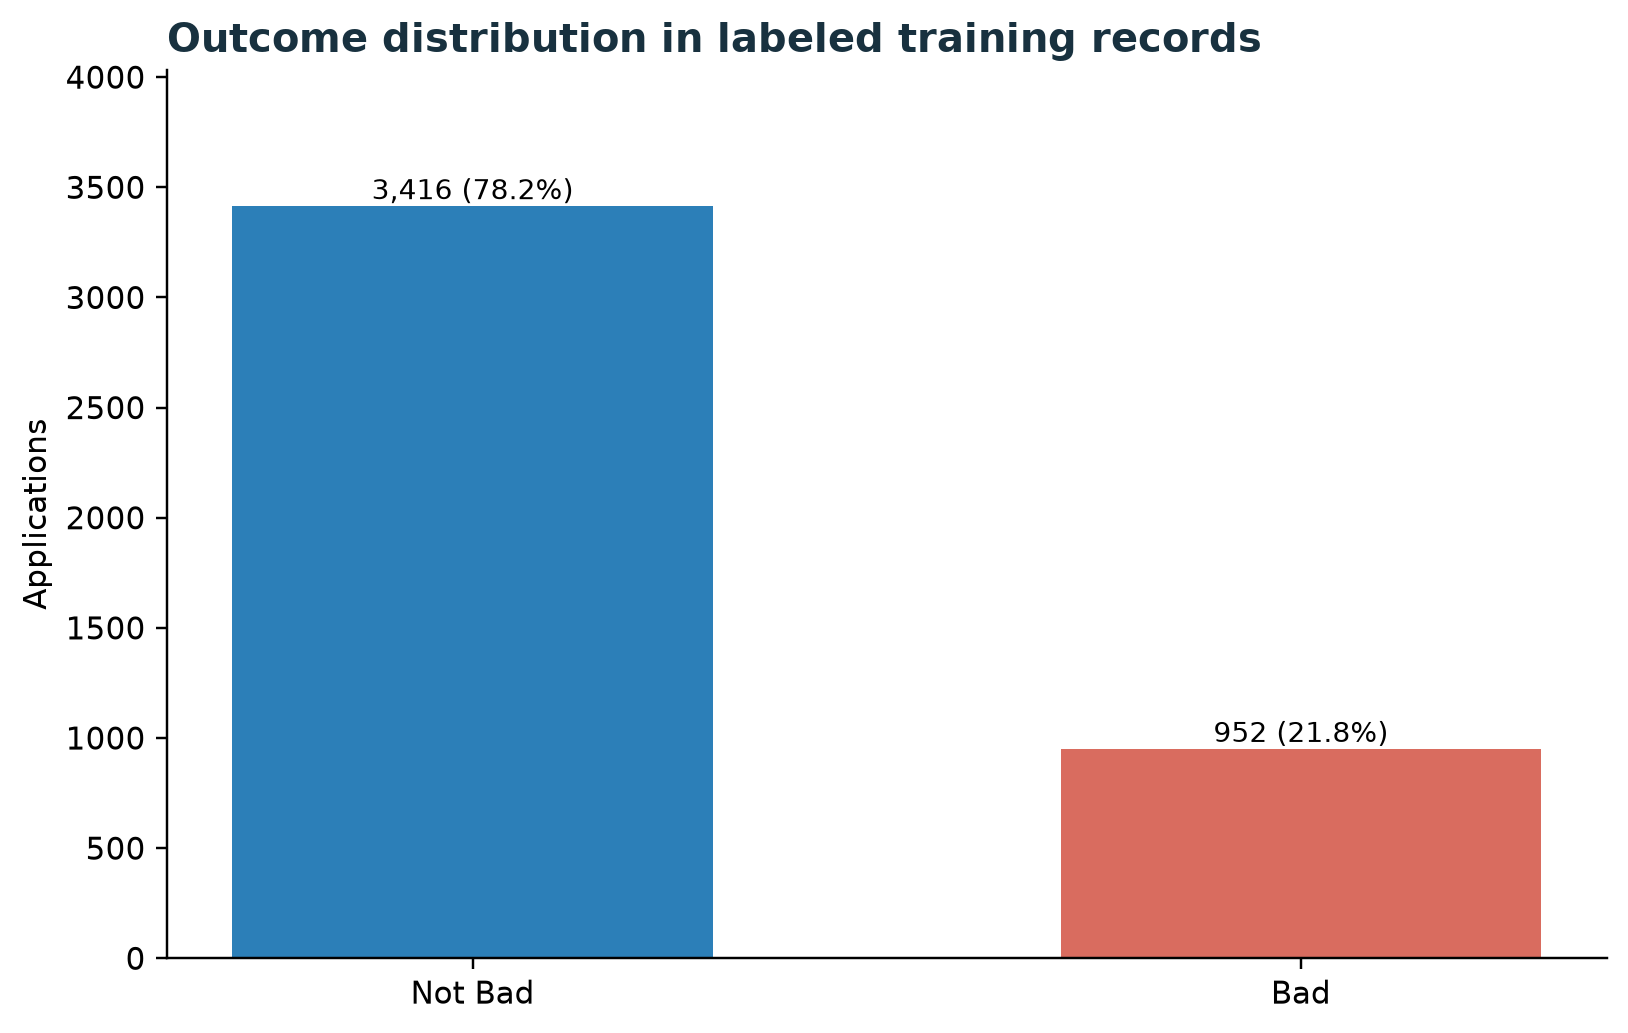 Outcome distribution in labeled training records
4000
3500
3000
2500
2000
1500
1000
500
0
Applications
3,416 (78.2%)
952 (21.8%)
Not Bad
Bad